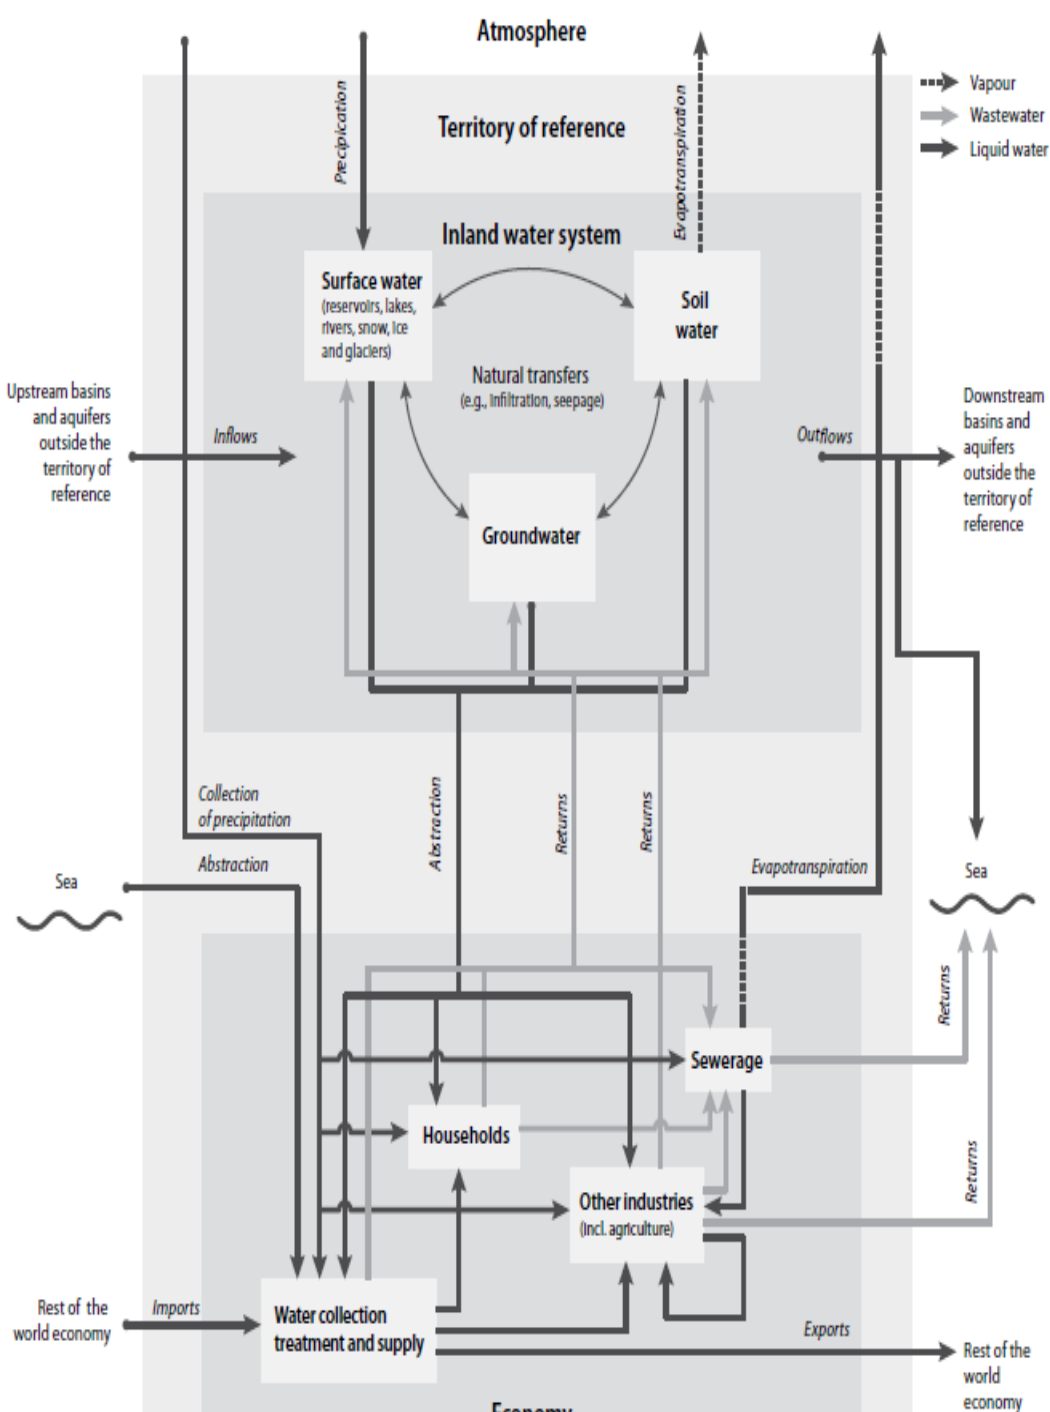 Atmosphere
Vapour
Wastewater
Liquid water
Precipication
Evapotranspiration
Territory of reference
Inland water system
Surface water
(reservoirs, lakes,
rivers, snow, ice
and glaciers)
Soil
water
Natural transfers
(e.g., infiltration, seepage)
Groundwater
Upstream basins
and aquifers
outside the
territory of
reference
Inflows
Outflows
Downstream
basins and
aquifers
outside the
territory of
reference
Collection
of precipitation
Abstraction
Abstraction
Returns
Returns
Evapotranspiration
Sea
Sea
Returns
Returns
Sewerage
Households
Other industries
(incl. agriculture)
Rest of the
world economy
Imports
Water collection
treatment and supply
Exports
Rest of the
world
economy
Economy